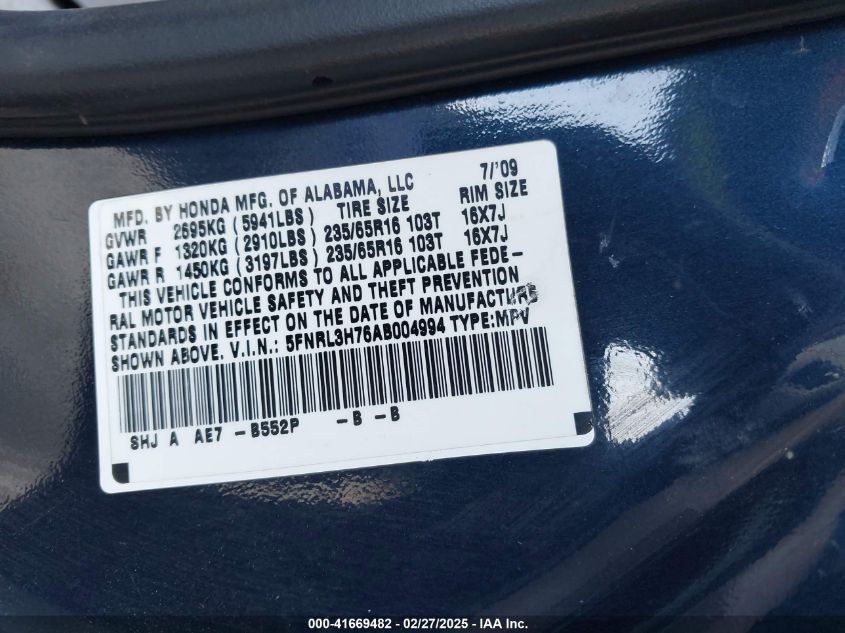 MFD. BY HONDA MFG. OF ALABAMA, LLC 7/'09
GVWR 2695KG (5941LBS) TIRE SIZE RIM SIZE
GAWR F 1320KG (2910LBS) 235/65R16 103T 16X7J
GAWR R 1450KG (3197LBS) 235/65R16 103T 16X7J
THIS VEHICLE CONFORMS TO ALL APPLICABLE FEDE-
RAL MOTOR VEHICLE SAFETY AND THEFT PREVENTION
STANDARDS IN EFFECT ON THE DATE OF MANUFACTURE
SHOWN ABOVE. V.I.N.: 5FNRL3H76AB004994 TYPE:MPV
SHJ A AE7 -B552P -B -B
000-41669482 - 02/27/2025 - IAA Inc.